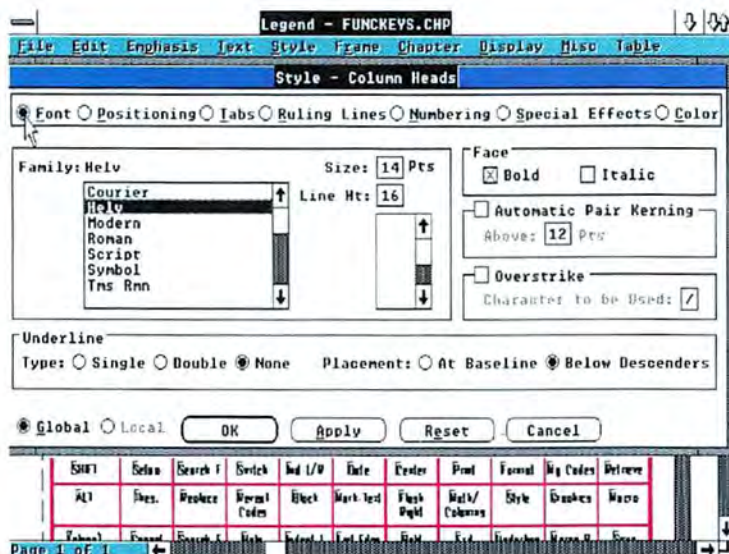 Legend - FUNCKEYS.CHP
File Edit Emphasis Text Style Frame Chapter Display Misc Table
Style - Column Heads
Font Positioning Tabs Ruling Lines Numbering Special Effects Color
Family: Helv
Size: 14 Pts
Line Ht: 16
Courier
Helv
Modern
Roman
Script
Symbol
Tms Rmn
Face
Bold Italic
Automatic Pair Kerning
Above: 12 Pts
Overstrike
Character to be Used: /
Underline
Type: Single Double None Placement: At Baseline Below Descenders
Global Local OK Apply Reset Cancel
SHIFT Setup Search Switch Ind L/R Date Center Print Format Retrieve
ALT Thes. Replace Reveal Codes Block Mark Text Flush Right Math/ Columns Style Graphics Macro
Page 1 of 1